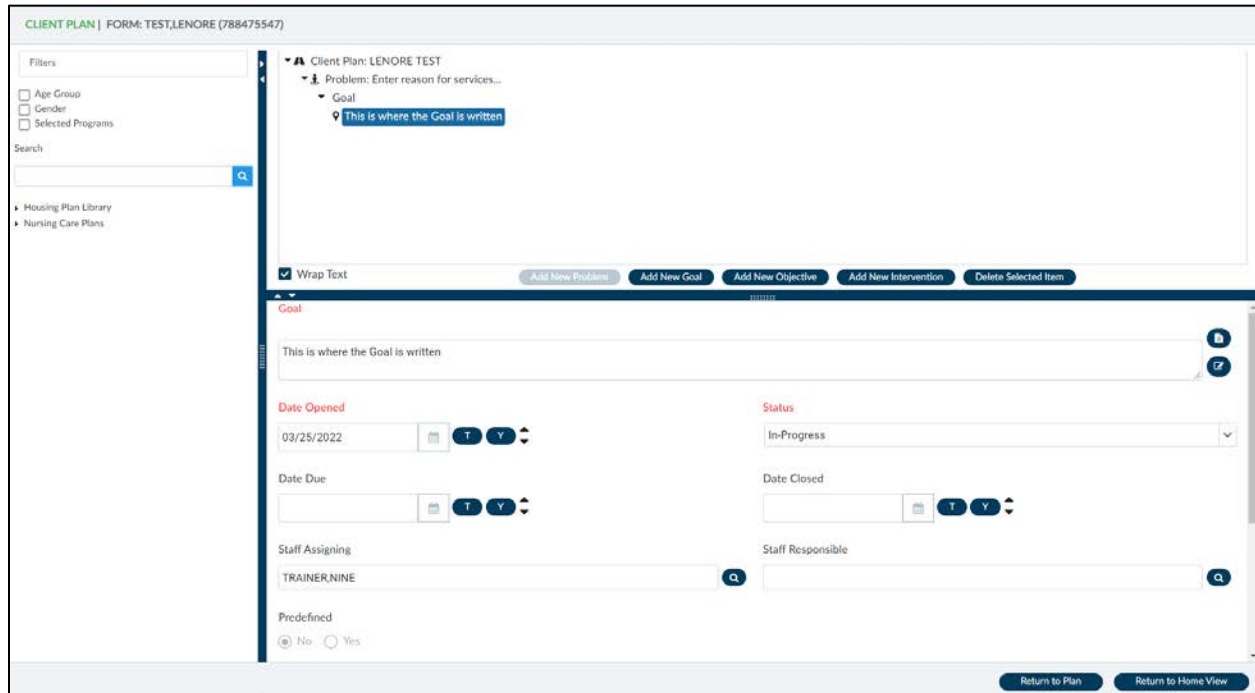 CLIENT PLAN | FORM: TEST,LENORE (788475547)
Filters
Age Group
Gender
Selected Programs
Search
Housing Plan Library
Nursing Care Plans
Client Plan: LENORE TEST
Problem: Enter reason for services...
Goal
This is where the Goal is written
Wrap Text
Add New Problem Add New Goal Add New Objective Add New Intervention Delete Selected Item
Goal
This is where the Goal is written
Date Opened Status
03/25/2022 T Y In-Progress
Date Due Date Closed
T Y T Y
Staff Assigning Staff Responsible
TRAINER,NINE
Predefined
No Yes
Return to Plan Return to Home View